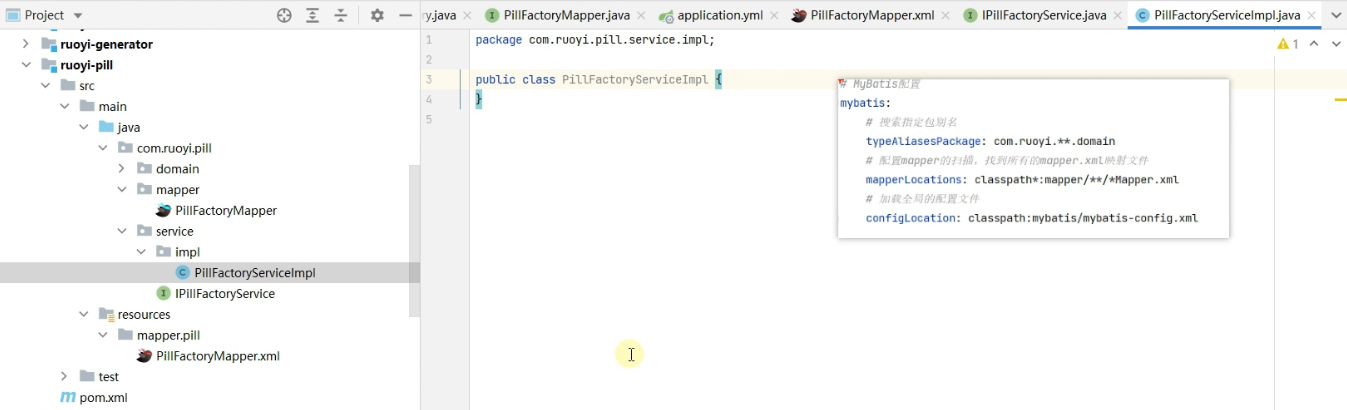 Project
ry.java
PillFactoryMapper.java
application.yml
PillFactoryMapper.xml
IPillFactoryService.java
PillFactoryServiceImpl.java
ruoyi-generator
ruoyi-pill
src
main
java
com.ruoyi.pill
domain
mapper
PillFactoryMapper
service
impl
PillFactoryServiceImpl
IPillFactoryService
resources
mapper.pill
PillFactoryMapper.xml
test
pom.xml
1 package com.ruoyi.pill.service.impl;
2
3 public class PillFactoryServiceImpl {
4 }
5
1
# MyBatis配置
mybatis:
# 搜索指定包别名
typeAliasesPackage: com.ruoyi.**.domain
# 配置mapper的扫描，找到所有的mapper.xml映射文件
mapperLocations: classpath*:mapper/**/*Mapper.xml
# 加载全局的配置文件
configLocation: classpath:mybatis/mybatis-config.xml